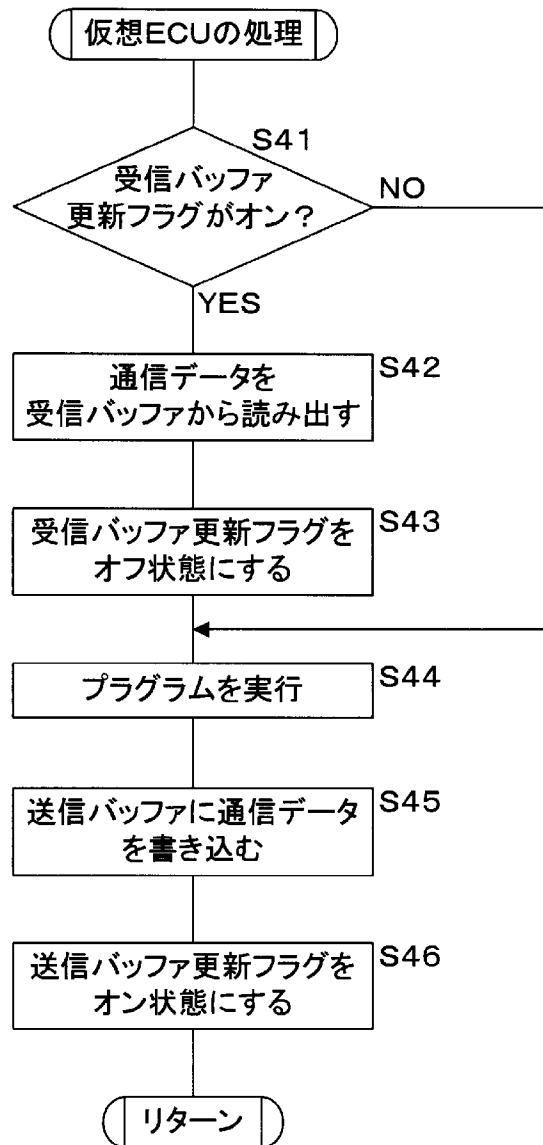 仮想ECUの処理
S41
受信バッファ
更新フラグがオン?
NO
YES
S42
通信データを
受信バッファから読み出す
S43
受信バッファ更新フラグを
オフ状態にする
S44
プラグラムを実行
S45
送信バッファに通信データ
を書き込む
S46
送信バッファ更新フラグを
オン状態にする
リターン